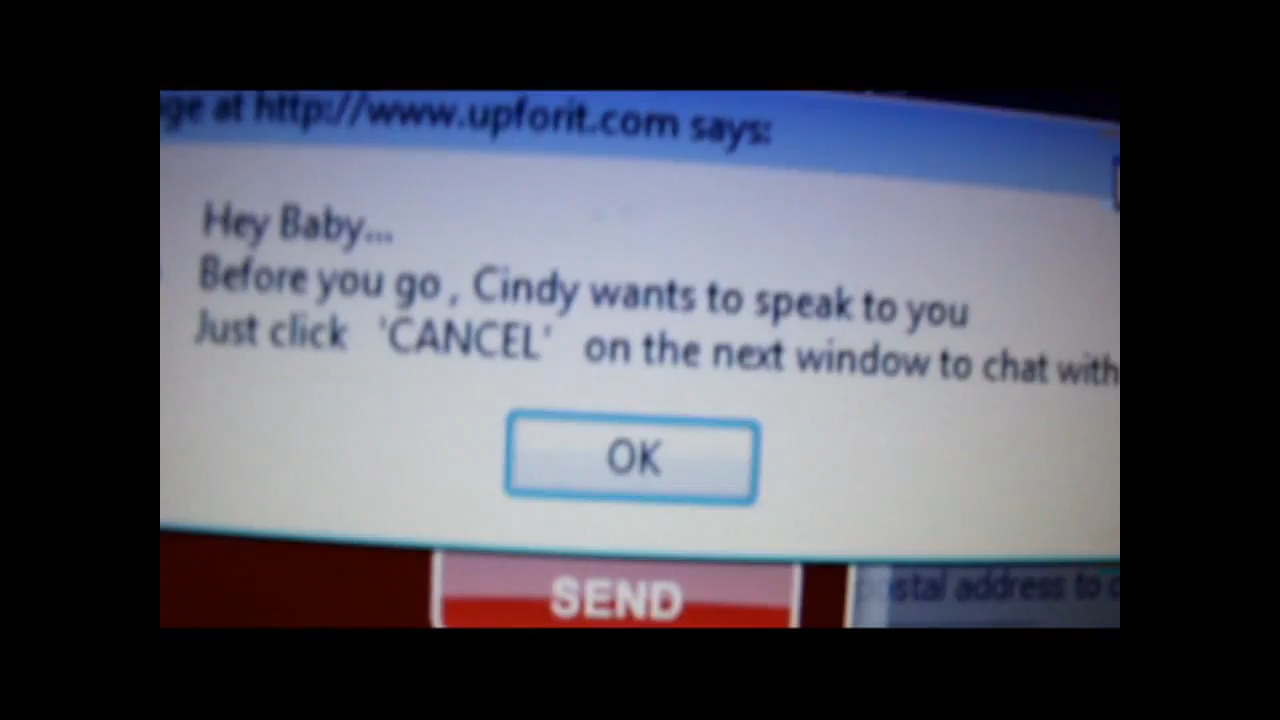 ge at http://www.upforit.com says:
Hey Baby...
Before you go , Cindy wants to speak to you
Just click 'CANCEL' on the next window to chat with
OK
SEND
postal address to